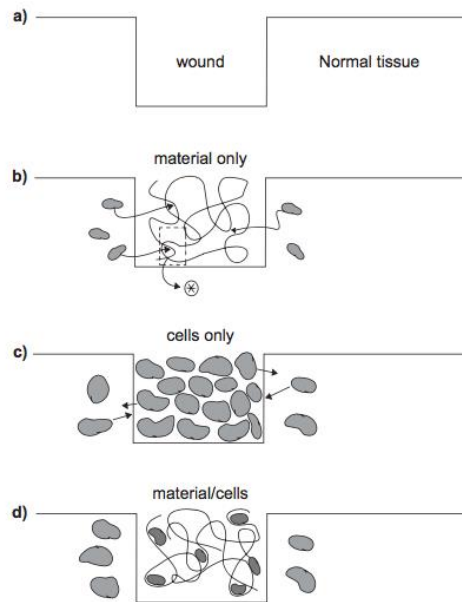 a)
wound Normal tissue
material only
b)
cells only
c)
material/cells
d)